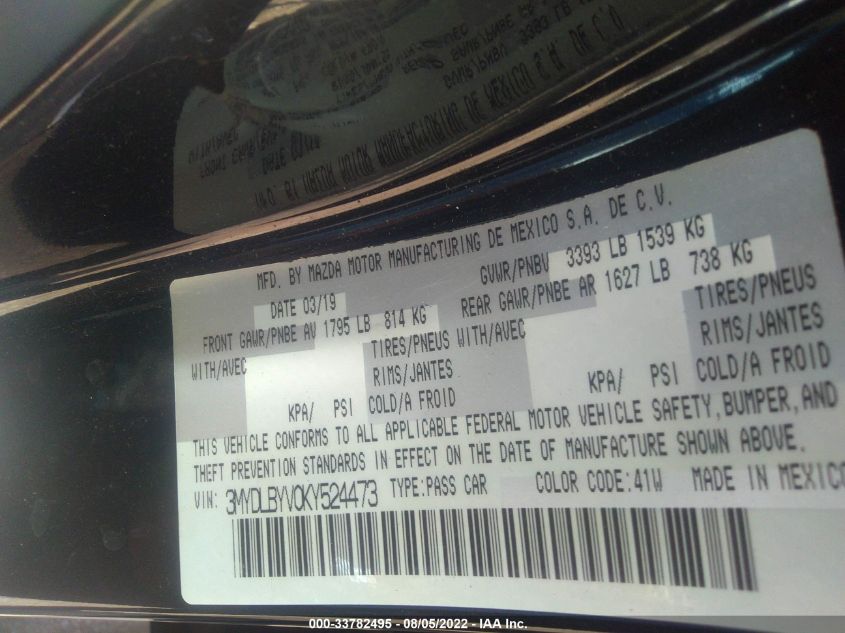 MFD. BY MAZDA MOTOR MANUFACTURING DE MEXICO S.A. DE C.V.
DATE 03/19 GVWR/PNBV 3393 LB 1539 KG
FRONT GAWR/PNBE AV 1795 LB 814 KG REAR GAWR/PNBE AR 1627 LB 738 KG
WITH/AVEC TIRES/PNEUS WITH/AVEC TIRES/PNEUS
RIMS/JANTES RIMS/JANTES
KPA/ PSI COLD/A FROID KPA/ PSI COLD/A FROID
THIS VEHICLE CONFORMS TO ALL APPLICABLE FEDERAL MOTOR VEHICLE SAFETY, BUMPER, AND
THEFT PREVENTION STANDARDS IN EFFECT ON THE DATE OF MANUFACTURE SHOWN ABOVE.
VIN: 3MYDLBYV0KY524473 TYPE:PASS CAR COLOR CODE:41W MADE IN MEXICO
000-33782495 - 08/05/2022 - IAA Inc.